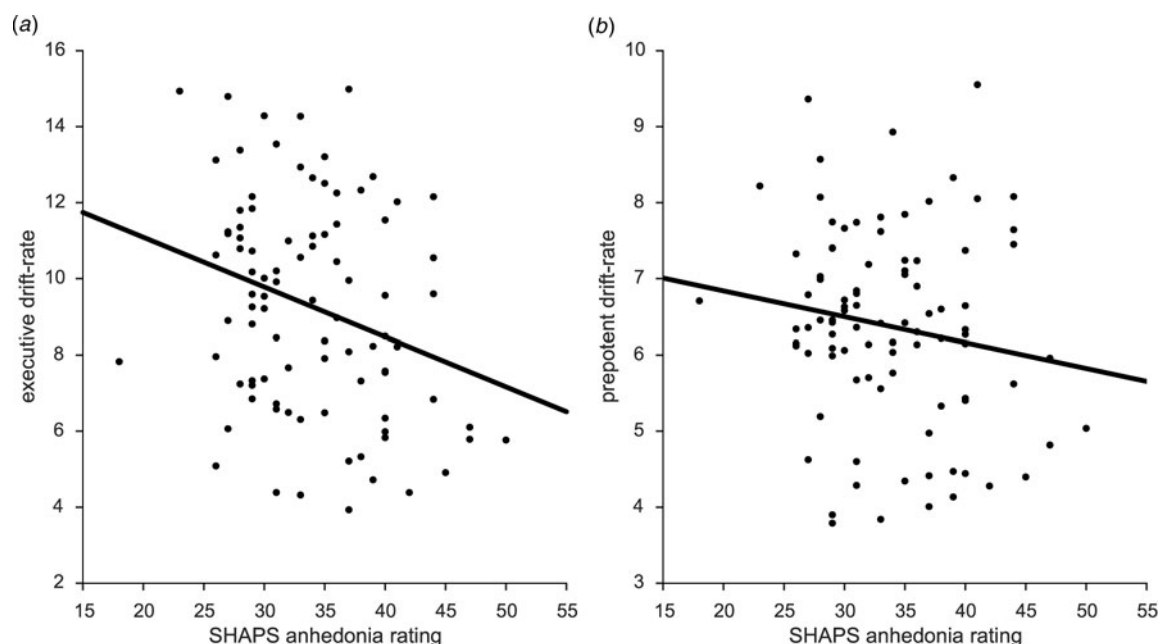 (a)
16
14
12
10
8
6
4
2
executive drift-rate
15 20 25 30 35 40 45 50 55
SHAPS anhedonia rating
(b)
10
9
8
7
6
5
4
3
prepotent drift-rate
15 20 25 30 35 40 45 50 55
SHAPS anhedonia rating